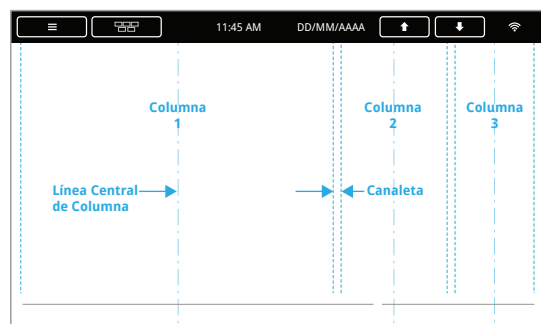 11:45 AM DD/MM/AAAA
Columna
1
Columna
2
Columna
3
Línea Central
de Columna
Canaleta